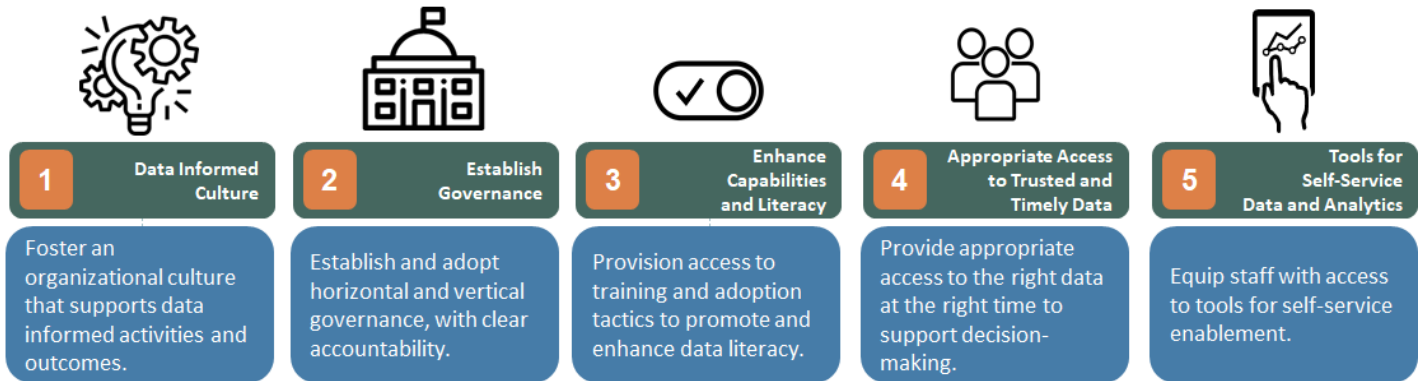 1
Data Informed
Culture
Foster an
organizational culture
that supports data
informed activities and
outcomes.
2
Establish
Governance
Establish and adopt
horizontal and vertical
governance, with clear
accountability.
3
Enhance
Capabilities
and Literacy
Provision access to
training and adoption
tactics to promote and
enhance data literacy.
4
Appropriate Access
to Trusted and
Timely Data
Provide appropriate
access to the right data
at the right time to
support decision-
making.
5
Tools for
Self-Service
Data and Analytics
Equip staff with access
to tools for self-service
enablement.